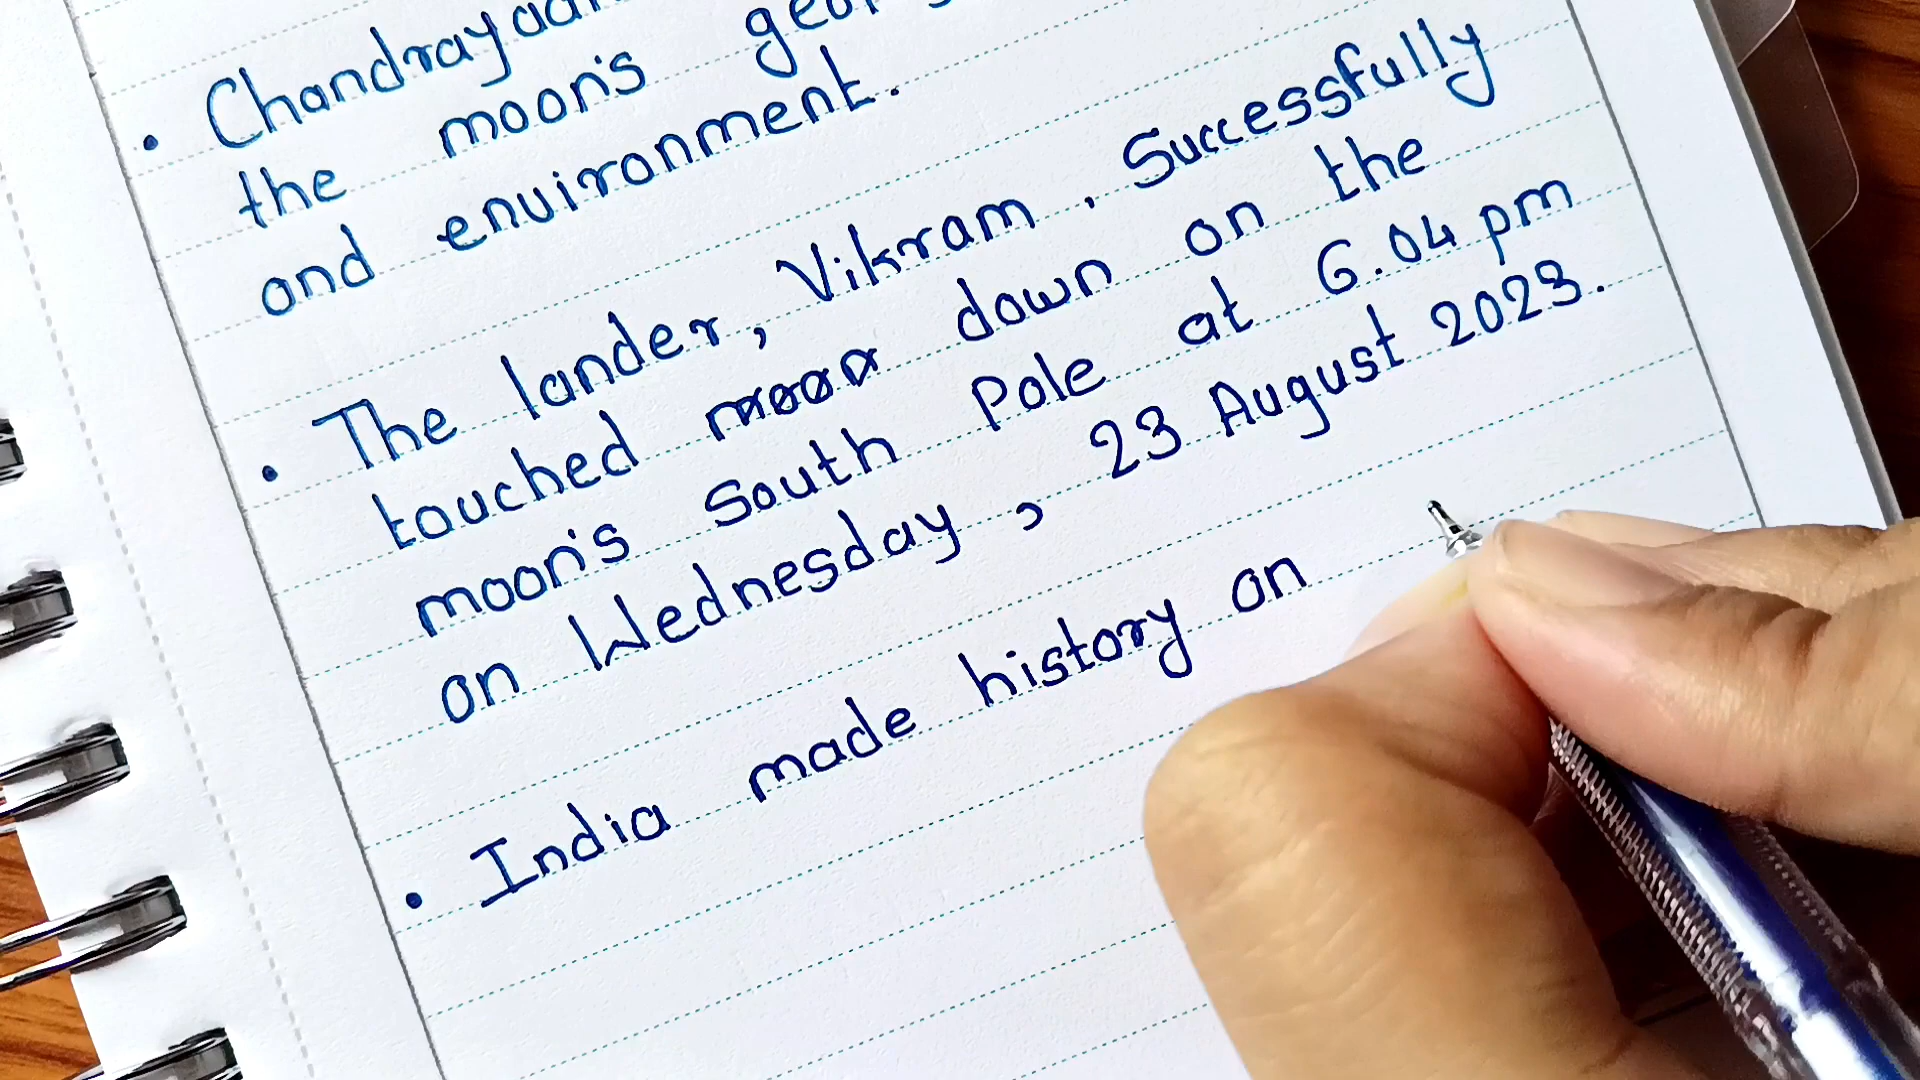 • Chandrayaan
the moon's
and environment.
• The lander, Vikram. Successfully
touched moon down on the
moon's South Pole at 6.04 pm
on Wednesday, 23 August 2023.
• India made history on